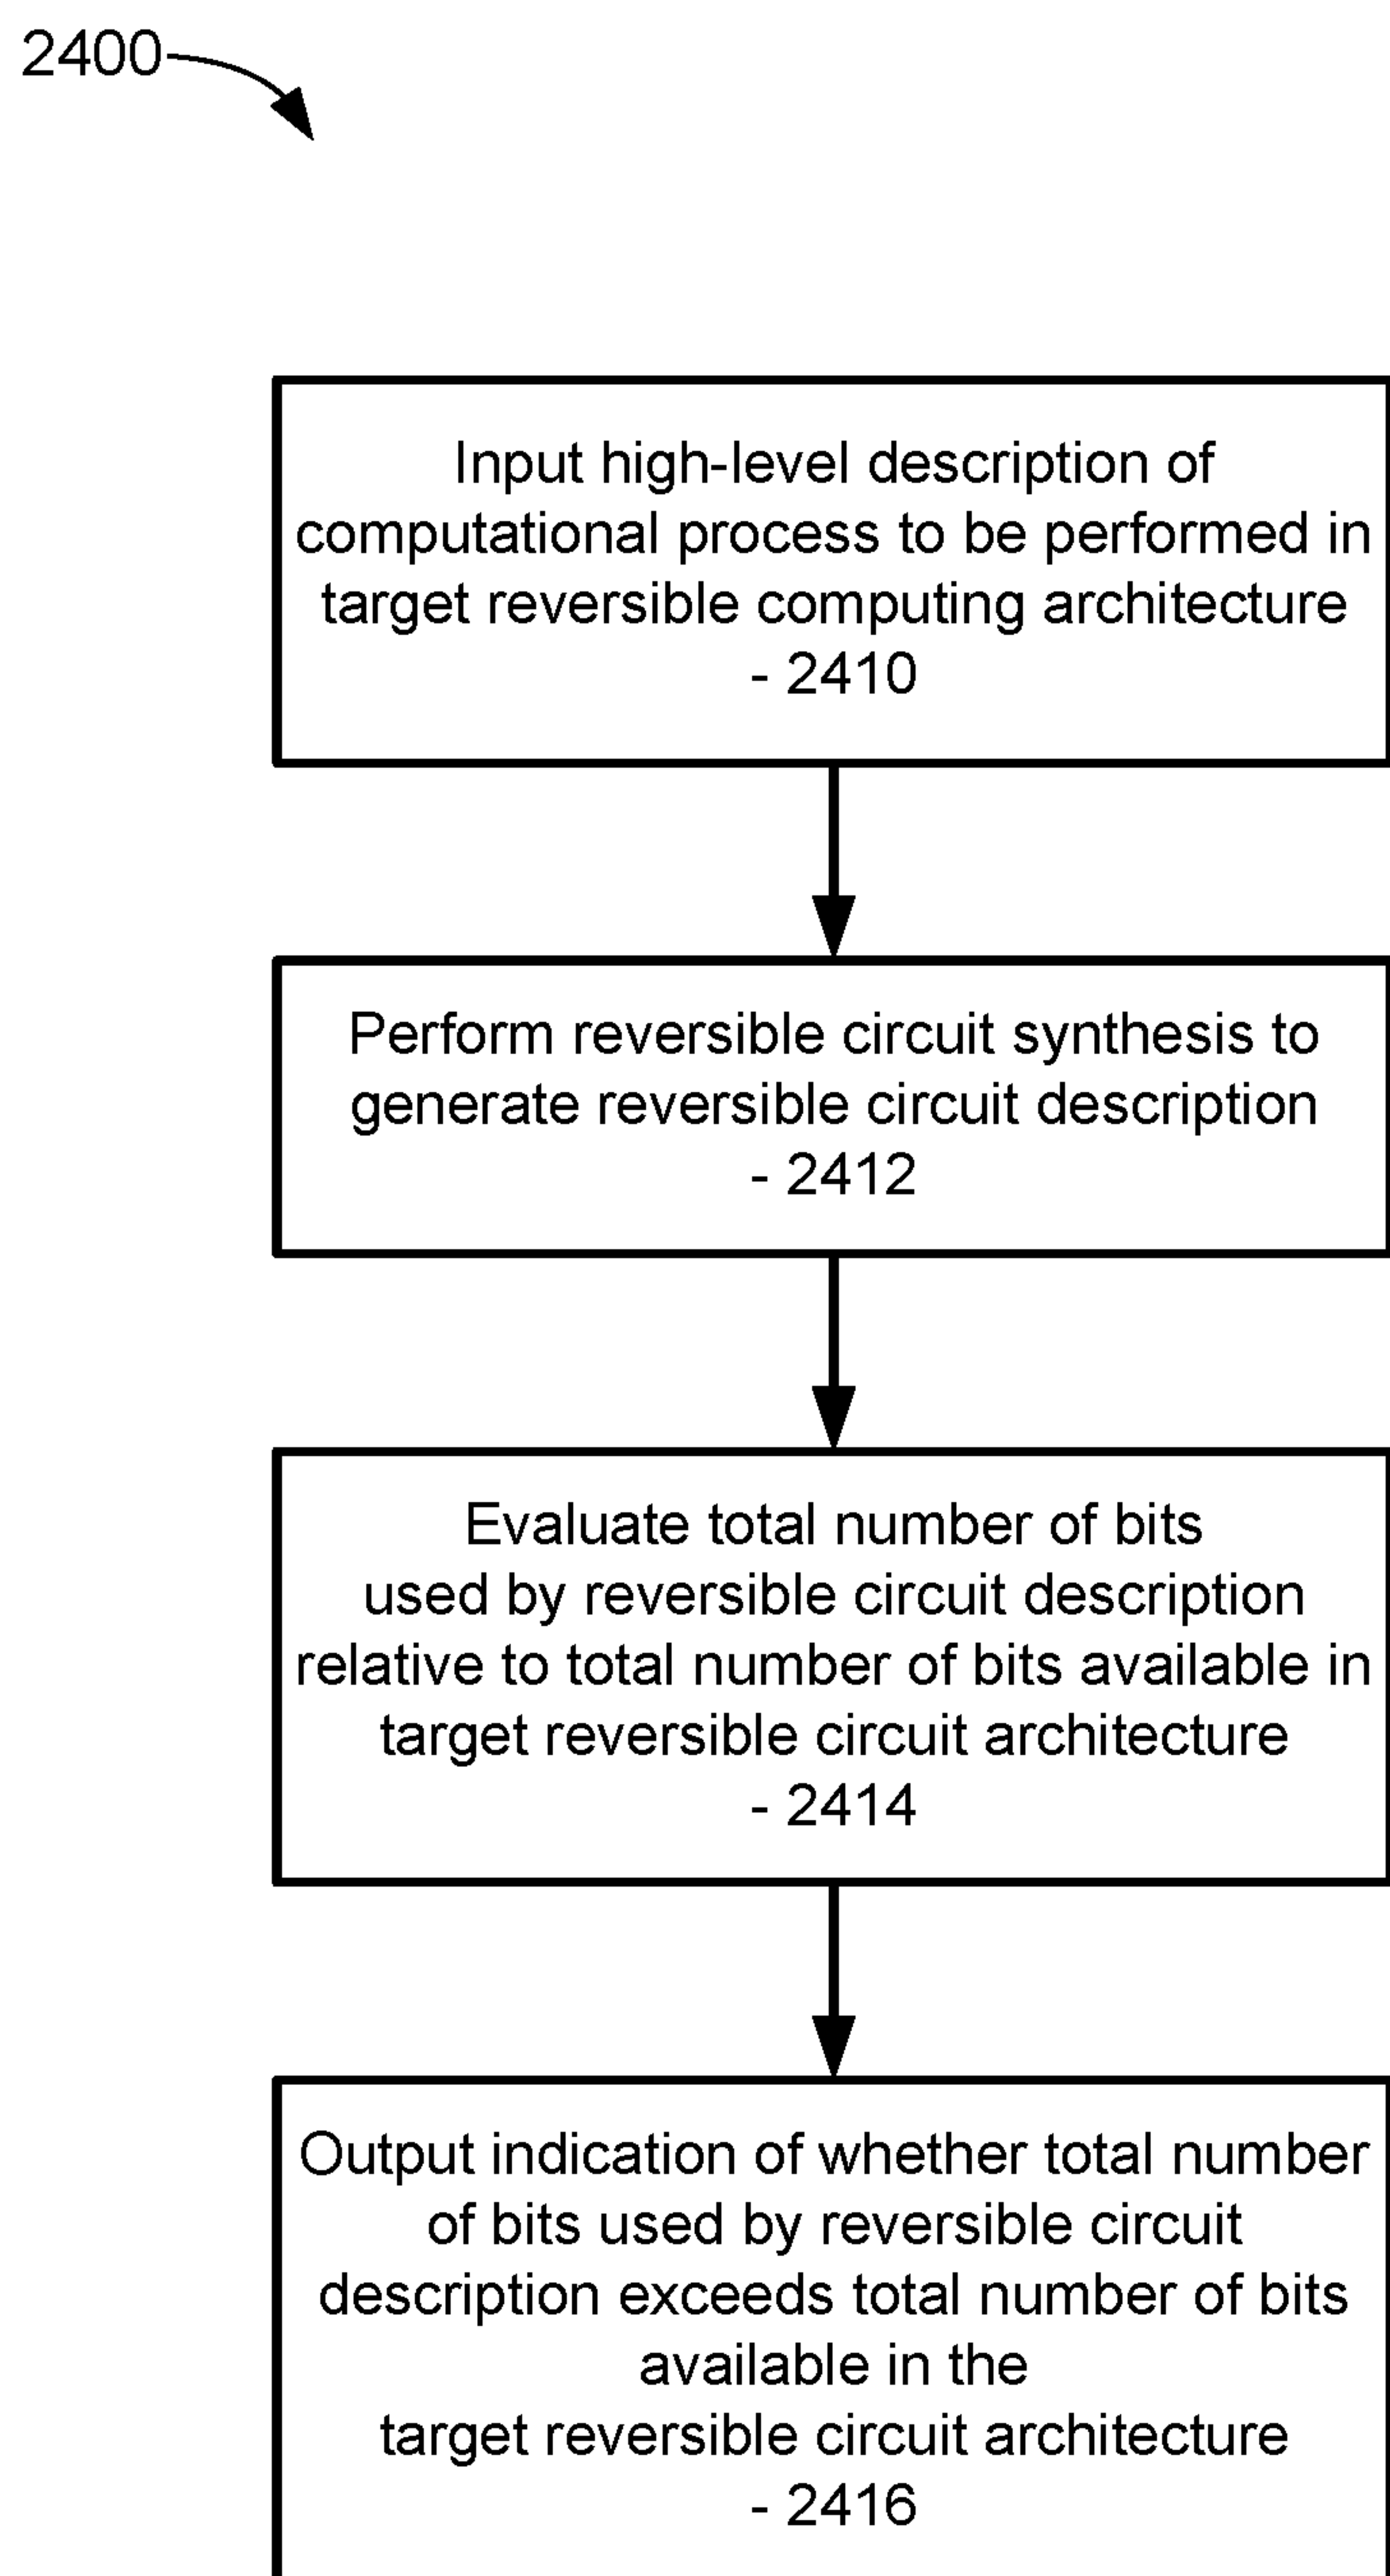 2400
Input high-level description of
computational process to be performed in
target reversible computing architecture
- 2410
Perform reversible circuit synthesis to
generate reversible circuit description
- 2412
Evaluate total number of bits
used by reversible circuit description
relative to total number of bits available in
target reversible circuit architecture
- 2414
Output indication of whether total number
of bits used by reversible circuit
description exceeds total number of bits
available in the
target reversible circuit architecture
- 2416